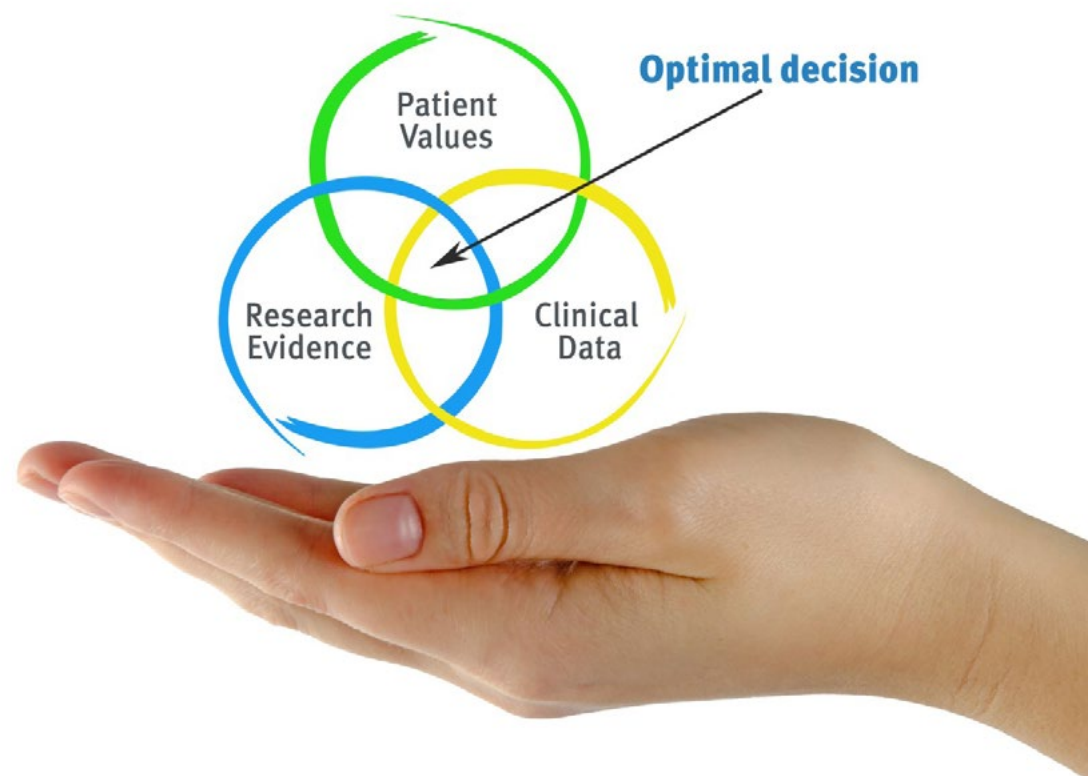 Optimal decision
Patient
Values
Research
Evidence
Clinical
Data